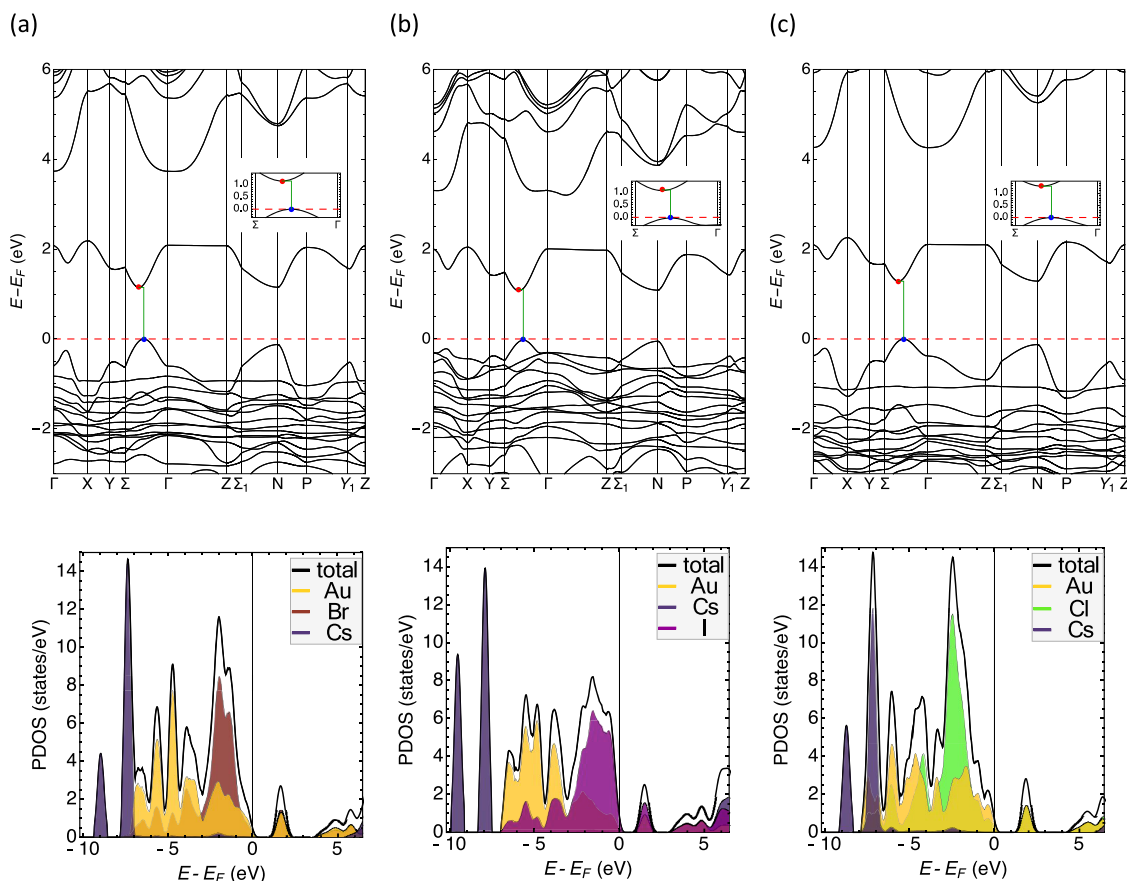 (a)
(b)
(c)
6
4
2
0
−2
E−E_F (eV)
1.0
0.5
0.0
Σ Γ
Γ X Y Σ Γ Z Σ₁ N P Y₁ Z
6
4
2
0
−2
E−E_F (eV)
1.0
0.5
0.0
Σ Γ
Γ X Y Σ Γ Z Σ₁ N P Y₁ Z
6
4
2
0
−2
E−E_F (eV)
1.0
0.5
0.0
Σ Γ
Γ X Y Σ Γ Z Σ₁ N P Y₁ Z
14
12
10
8
6
4
2
0
PDOS (states/eV)
total
Au
Br
Cs
-10 -5 0 5
E - E_F (eV)
14
12
10
8
6
4
2
0
PDOS (states/eV)
total
Au
Cs
I
-10 -5 0 5
E - E_F (eV)
14
12
10
8
6
4
2
0
PDOS (states/eV)
total
Au
Cl
Cs
-10 -5 0 5
E - E_F (eV)